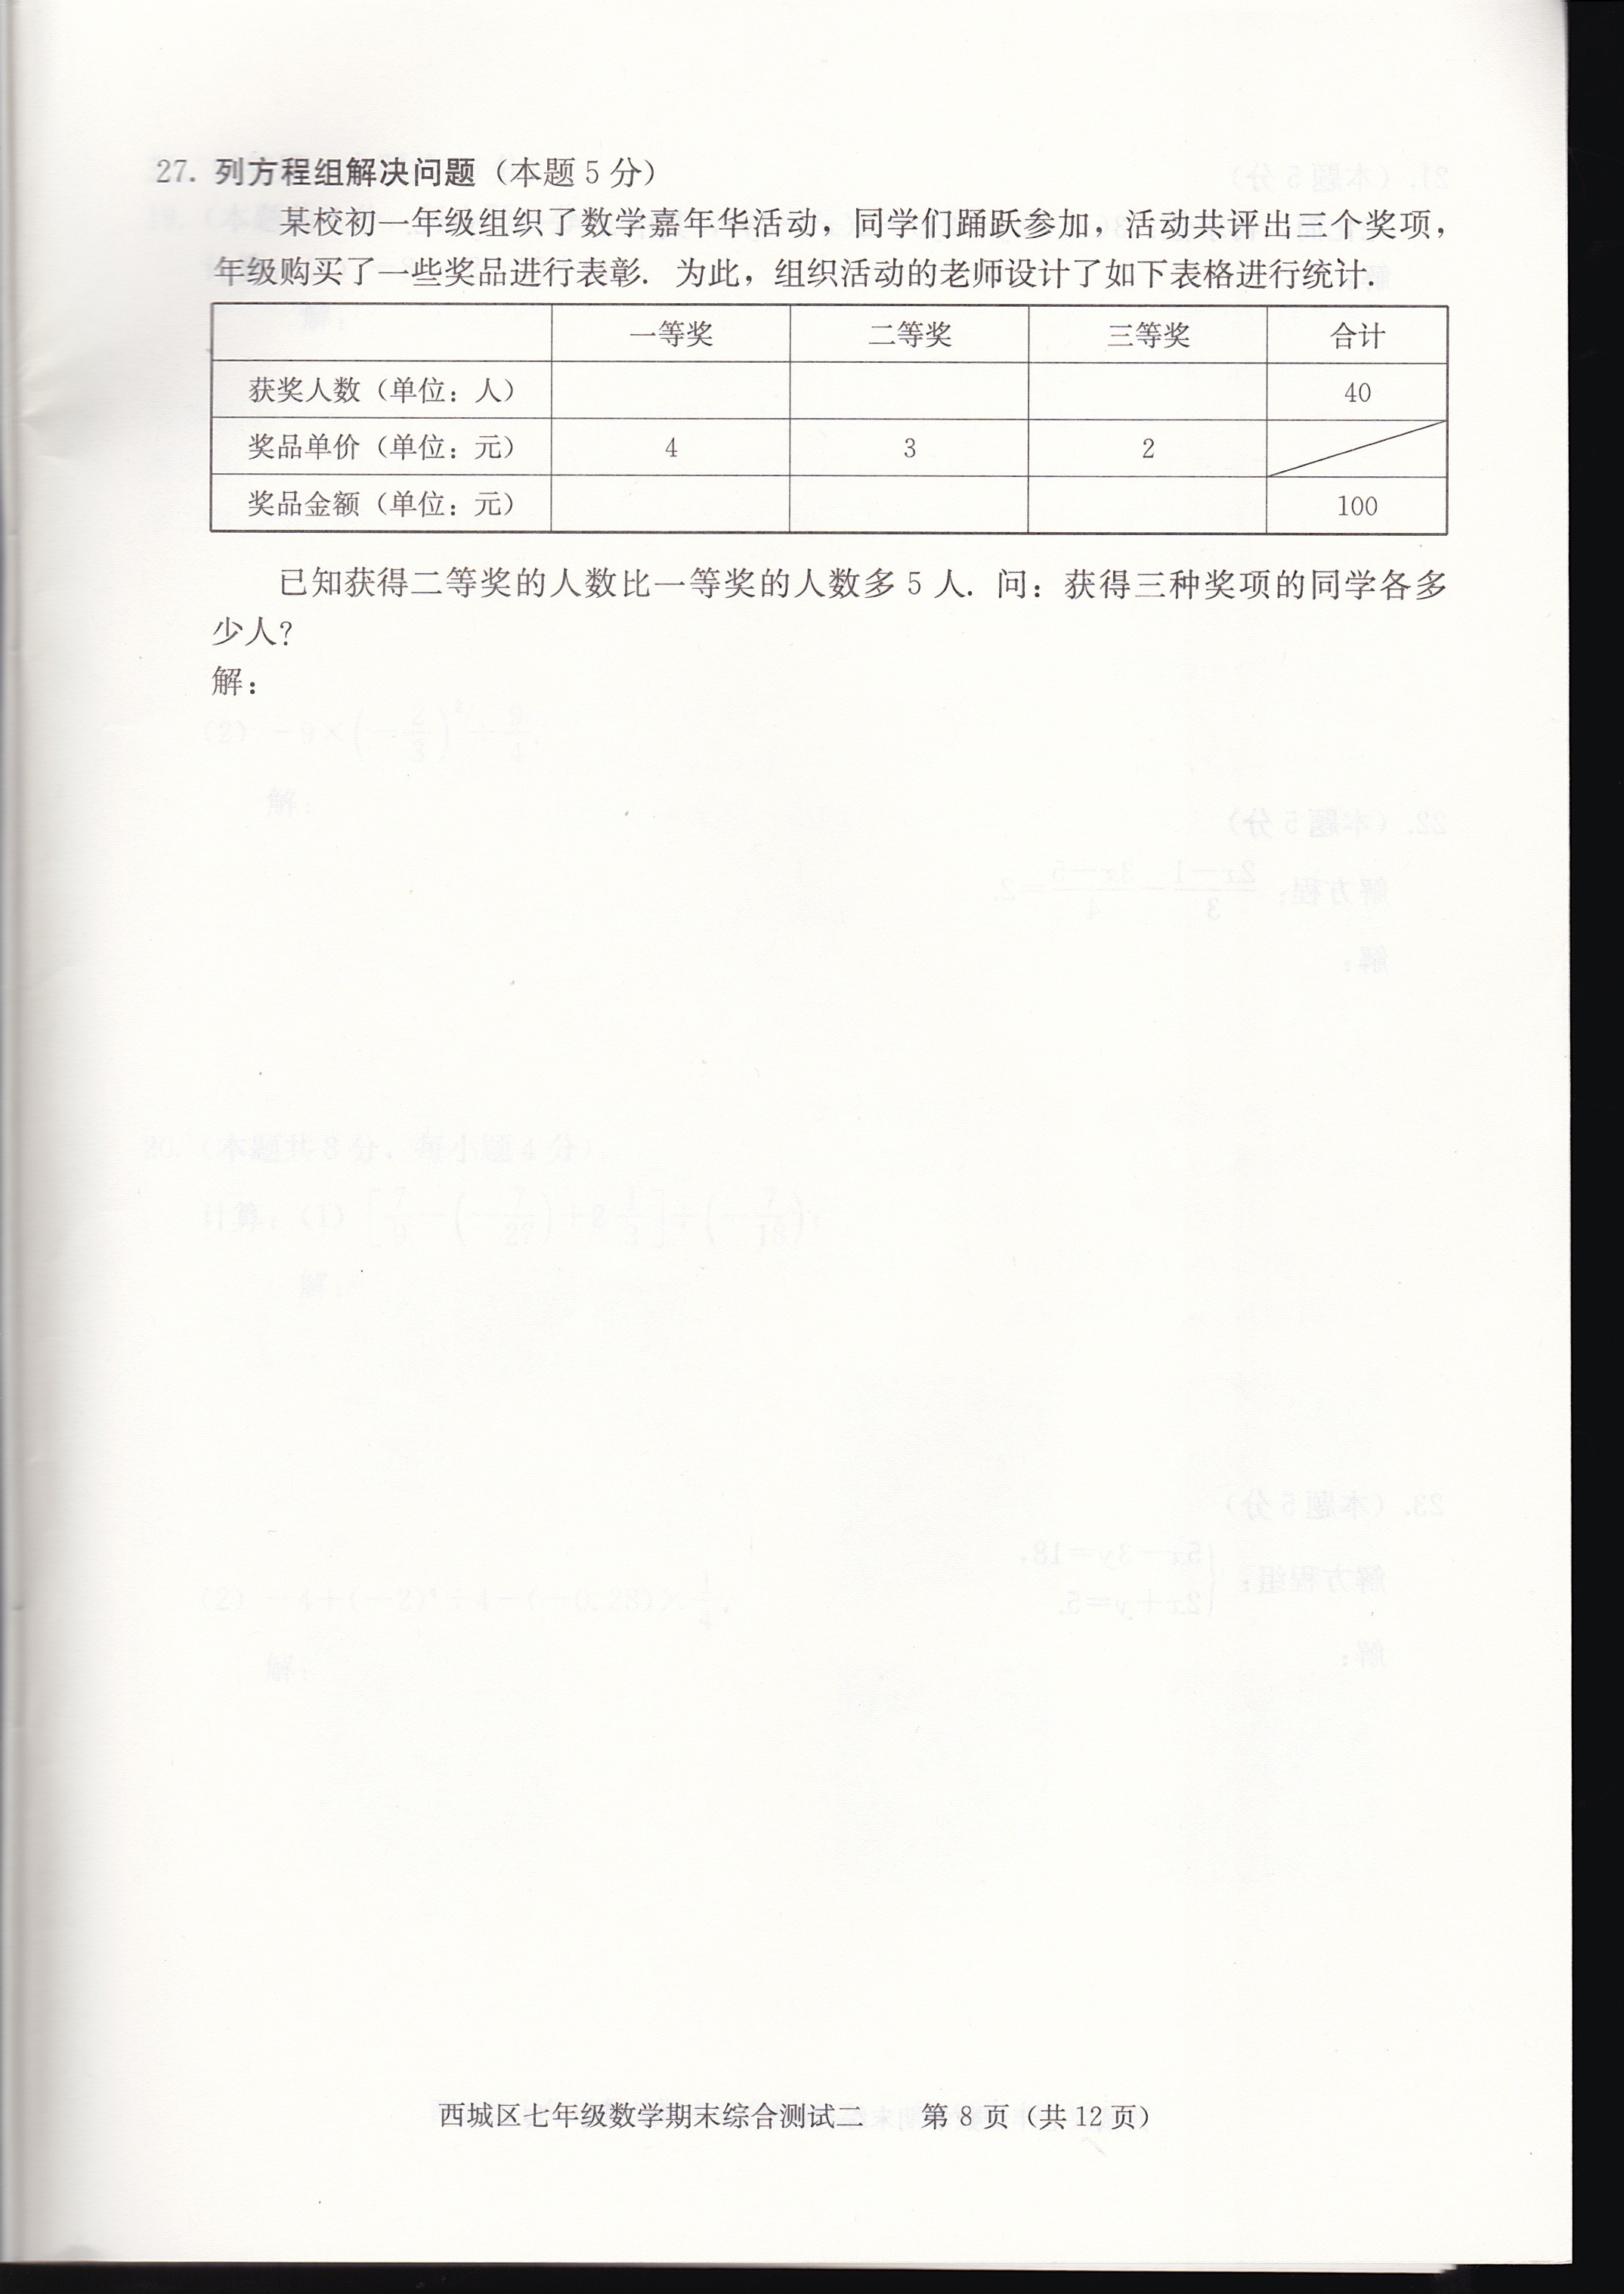 27. 列方程组解决问题（本题 5 分）
某校初一年级组织了数学嘉年华活动，同学们踊跃参加，活动共评出三个奖项，
年级购买了一些奖品进行表彰. 为此，组织活动的老师设计了如下表格进行统计.
一等奖 二等奖 三等奖 合计
获奖人数（单位：人） 40
奖品单价（单位：元） 4 3 2
奖品金额（单位：元） 100
已知获得二等奖的人数比一等奖的人数多 5 人. 问：获得三种奖项的同学各多
少人?
解：
西城区七年级数学期末综合测试二 第 8 页（共 12 页）